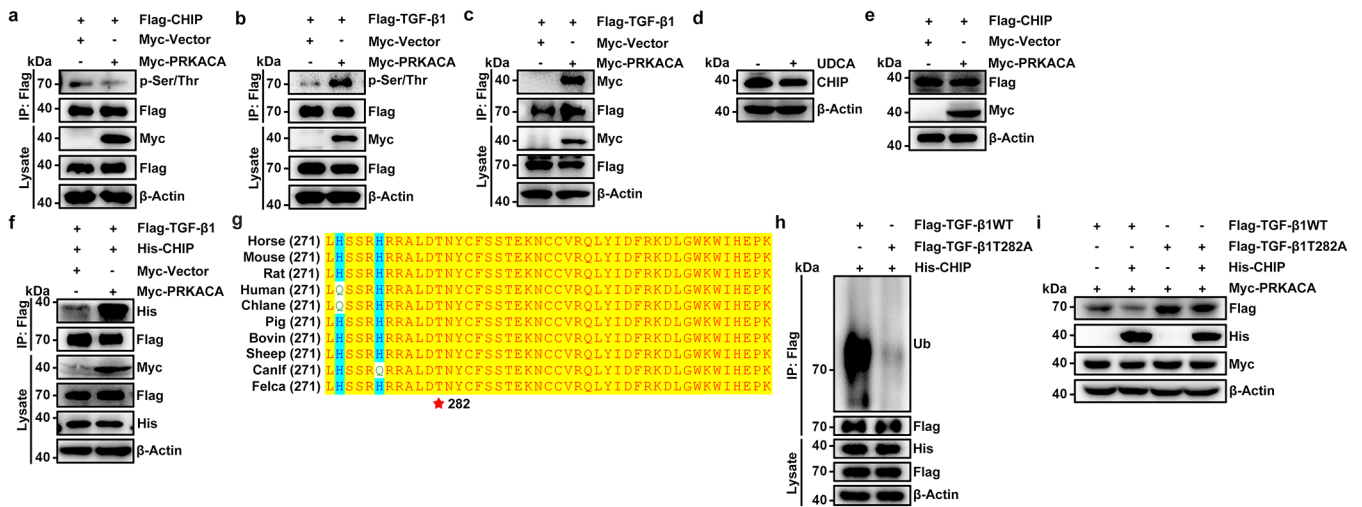 a
+ + Flag-CHIP
+ - Myc-Vector
kDa - + Myc-PRKACA
IP: Flag
70 p-Ser/Thr
70 Flag
Lysate
40 Myc
40 Flag
40 β-Actin
b
+ + Flag-TGF-β1
+ - Myc-Vector
kDa - + Myc-PRKACA
IP: Flag
70 p-Ser/Thr
70 Flag
Lysate
40 Myc
70 Flag
40 β-Actin
c
+ + Flag-TGF-β1
+ - Myc-Vector
kDa - + Myc-PRKACA
IP: Flag
40 Myc
70 Flag
Lysate
40 Myc
70 Flag
40 β-Actin
d
kDa - + UDCA
40 CHIP
40 β-Actin
e
+ + Flag-CHIP
+ - Myc-Vector
kDa - + Myc-PRKACA
40 Flag
40 Myc
40 β-Actin
f
+ + Flag-TGF-β1
+ + His-CHIP
+ - Myc-Vector
kDa - + Myc-PRKACA
IP: Flag
40 His
70 Flag
Lysate
40 Myc
70 Flag
40 His
40 β-Actin
g
Horse (271) LHSSRHRRALDTNYCFSSTEKNCCVRQLYIDFRKDLGWKWIHEPK
Mouse (271) LHSSRHRRALDTNYCFSSTEKNCCVRQLYIDFRKDLGWKWIHEPK
Rat (271) LHSSRHRRALDTNYCFSSTEKNCCVRQLYIDFRKDLGWKWIHEPK
Human (271) LQSSRHRRALDTNYCFSSTEKNCCVRQLYIDFRKDLGWKWIHEPK
Chlane (271) LQSSRHRRALDTNYCFSSTEKNCCVRQLYIDFRKDLGWKWIHEPK
Pig (271) LHSSRHRRALDTNYCFSSTEKNCCVRQLYIDFRKDLGWKWIHEPK
Bovin (271) LHSSRHRRALDTNYCFSSTEKNCCVRQLYIDFRKDLGWKWIHEPK
Sheep (271) LHSSRHRRALDTNYCFSSTEKNCCVRQLYIDFRKDLGWKWIHEPK
Canlf (271) LHSSRQRRALDTNYCFSSTEKNCCVRQLYIDFRKDLGWKWIHEPK
Felca (271) LHSSRHRRALDTNYCFSSTEKNCCVRQLYIDFRKDLGWKWIHEPK
282
h
+ - Flag-TGF-β1WT
- + Flag-TGF-β1T282A
kDa + + His-CHIP
IP: Flag
Ub
70
70 Flag
Lysate
40 His
70 Flag
40 β-Actin
i
+ + - - Flag-TGF-β1WT
- - + + Flag-TGF-β1T282A
- + - + His-CHIP
kDa + + + + Myc-PRKACA
70 Flag
40 His
40 Myc
40 β-Actin